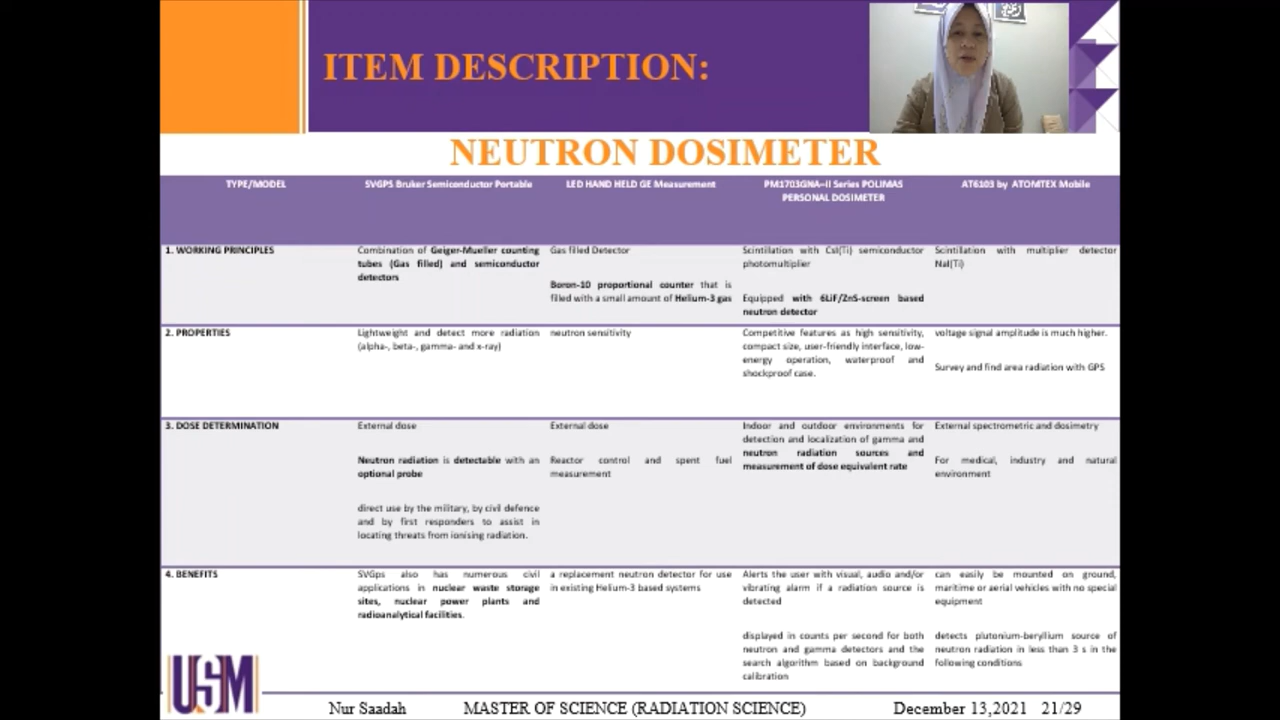 ITEM DESCRIPTION:
NEUTRON DOSIMETER
TYPE/MODEL
SVGPS Bruker Semiconductor Portable
LED HAND HELD GE Measurement
PM1703GNA–II Series POLIMAS
PERSONAL DOSIMETER
AT6103 by ATOMTEX Mobile
1. WORKING PRINCIPLES
Combination of Geiger-Mueller counting
tubes (Gas filled) and semiconductor
detectors
Gas filled Detector
Boron-10 proportional counter that is
filled with a small amount of Helium-3 gas
Scintillation with CsI(Ti) semiconductor
photomultiplier
Equipped with 6LiF/ZnS-screen based
neutron detector
Scintillation with multiplier detector
NaI(Ti)
2. PROPERTIES
Lightweight and detect more radiation
(alpha-, beta-, gamma- and x-ray)
neutron sensitivity
Competitive features as high sensitivity,
compact size, user-friendly interface, low-
energy operation, waterproof and
shockproof case.
voltage signal amplitude is much higher.
Survey and find area radiation with GPS
3. DOSE DETERMINATION
External dose
Neutron radiation is detectable with an
optional probe
direct use by the military, by civil defence
and by first responders to assist in
locating threats from ionising radiation.
External dose
Reactor control and spent fuel
measurement
Indoor and outdoor environments for
detection and localization of gamma and
neutron radiation sources and
measurement of dose equivalent rate
External spectrometric and dosimetry
For medical, industry and natural
environment
4. BENEFITS
SVGps also has numerous civil
applications in nuclear waste storage
sites, nuclear power plants and
radioanalytical facilities.
a replacement neutron detector for use
in existing Helium-3 based systems
Alerts the user with visual, audio and/or
vibrating alarm if a radiation source is
detected
displayed in counts per second for both
neutron and gamma detectors and the
search algorithm based on background
calibration
can easily be mounted on ground,
maritime or aerial vehicles with no special
equipment
detects plutonium-beryllium source of
neutron radiation in less than 3 s in the
following conditions
USM
Nur Saadah
MASTER OF SCIENCE (RADIATION SCIENCE)
December 13,2021 21/29